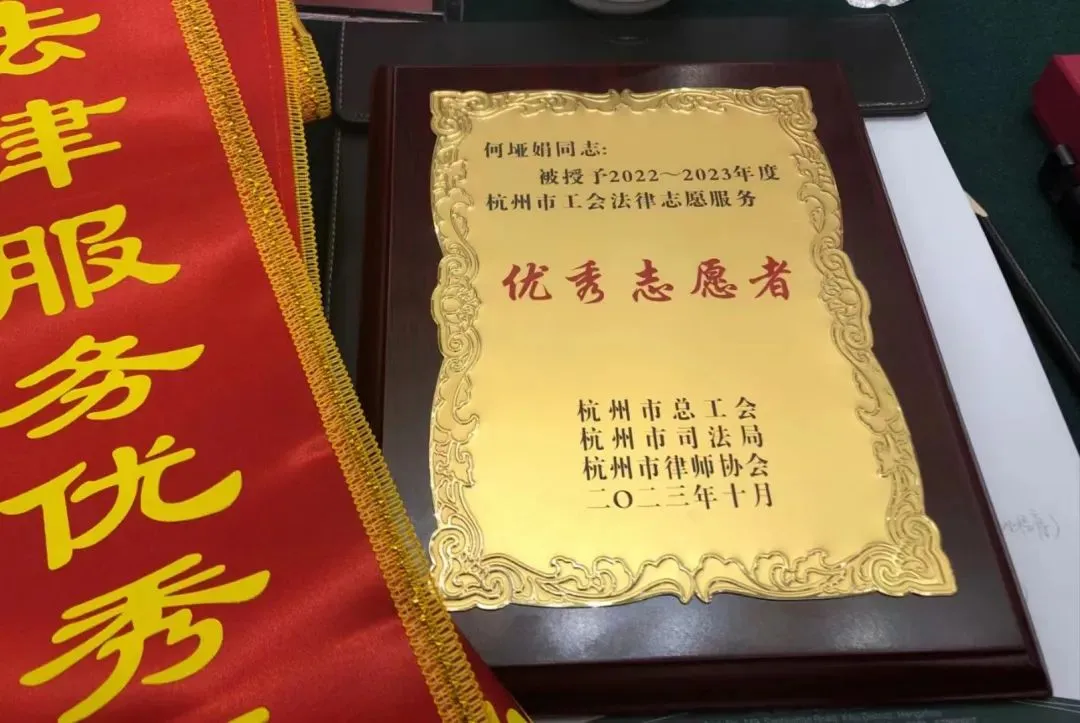 法律服务优秀
何垭娟同志:
被授予2022～2023年度
杭州市工会法律志愿服务
优秀志愿者
杭州市总工会
杭州市司法局
杭州市律师协会
二〇二三年十月